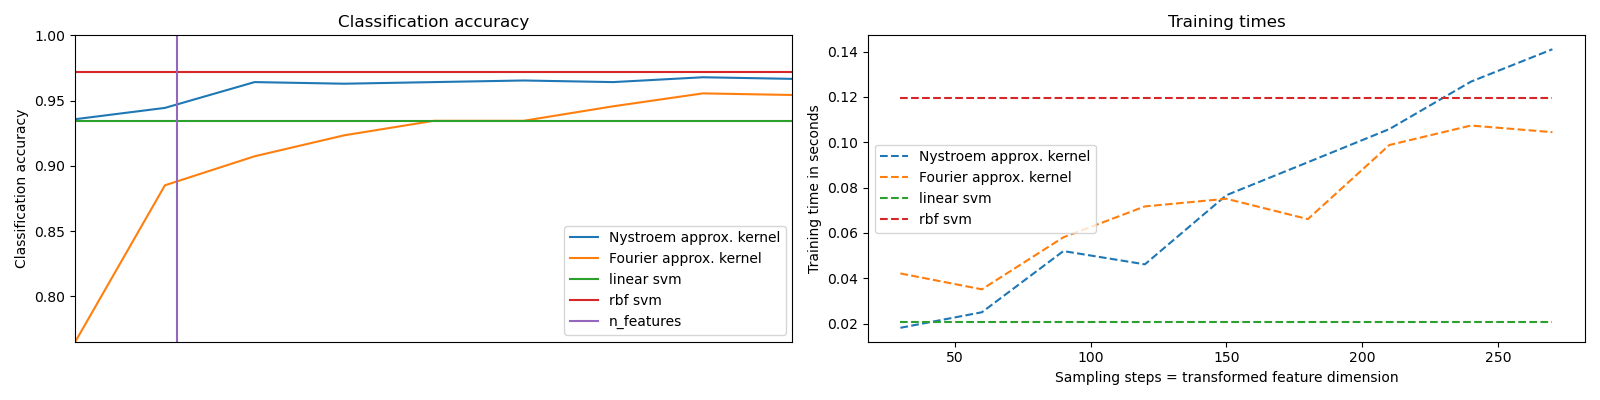 Classification accuracy
Classification accuracy
1.00
0.95
0.90
0.85
0.80
Nystroem approx. kernel
Fourier approx. kernel
linear svm
rbf svm
n_features
Training times
Training time in seconds
0.14
0.12
0.10
0.08
0.06
0.04
0.02
Nystroem approx. kernel
Fourier approx. kernel
linear svm
rbf svm
50 100 150 200 250
Sampling steps = transformed feature dimension